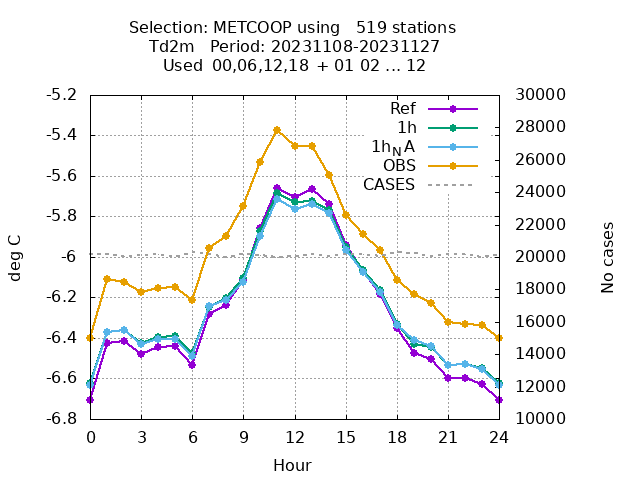 Selection: METCOOP using   519 stations
Td2m   Period: 20231108-20231127
Used  00,06,12,18 + 01 02 ... 12
-5.2
-5.4
-5.6
-5.8
-6
-6.2
-6.4
-6.6
-6.8
deg C
Ref
1h
1h_NA
OBS
CASES
30000
28000
26000
24000
22000
20000
18000
16000
14000
12000
10000
No cases
0 3 6 9 12 15 18 21 24
Hour